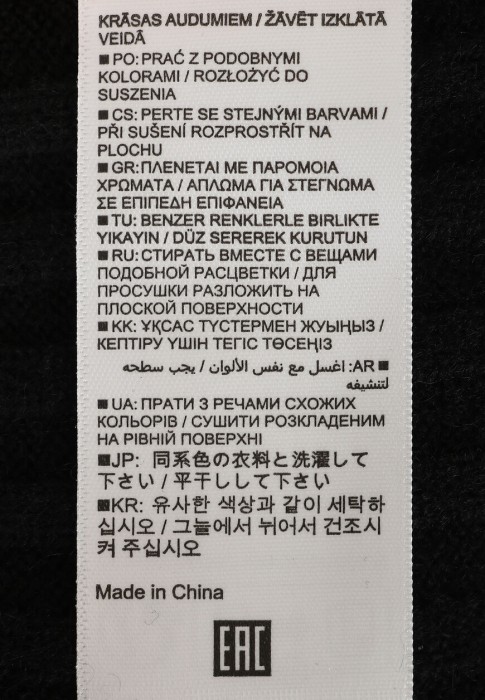 KRĀSAS AUDUMIEM / ŽĀVĒT IZKLĀTĀ
VEIDĀ
■ PO: PRAĆ Z PODOBNYMI
KOLORAMI / ROZŁOŻYĆ DO
SUSZENIA
■ CS: PERTE SE STEJNÝMI BARVAMI /
PŘI SUŠENÍ ROZPROSTŘÍT NA
PLOCHU
■ GR:ΠΛΕΝΕΤΑΙ ΜΕ ΠΑΡΟΜΟΙΑ
ΧΡΩΜΑΤΑ / ΑΠΛΩΜΑ ΓΙΑ ΣΤΕΓΝΩΜΑ
ΣΕ ΕΠΙΠΕΔΗ ΕΠΙΦΑΝΕΙΑ
■ TU: BENZER RENKLERLE BIRLIKTE
YIKAYIN / DÜZ SEREREK KURUTUN
■ RU: СТИРАТЬ ВМЕСТЕ С ВЕЩАМИ
ПОДОБНОЙ РАСЦВЕТКИ / ДЛЯ
ПРОСУШКИ РАЗЛОЖИТЬ НА
ПЛОСКОЙ ПОВЕРХНОСТИ
■ KK: ҰҚСАС ТҮСТЕРМЕН ЖУЫҢЫЗ /
КЕПТІРУ ҮШІН ТЕГІС ТӨСЕҢІЗ
■ AR: اغسل مع نفس الألوان / يجب سطحه
لتنشيفه
■ UA: ПРАТИ З РЕЧАМИ СХОЖИХ
КОЛЬОРІВ / СУШИТИ РОЗКЛАДЕНИМ
НА РІВНІЙ ПОВЕРХНІ
■JP: 同系色の衣料と洗濯して
下さい / 平干しして下さい
■KR: 유사한 색상과 같이 세탁하
십시오 / 그늘에서 뉘어서 건조시
켜 주십시오
Made in China
EAC